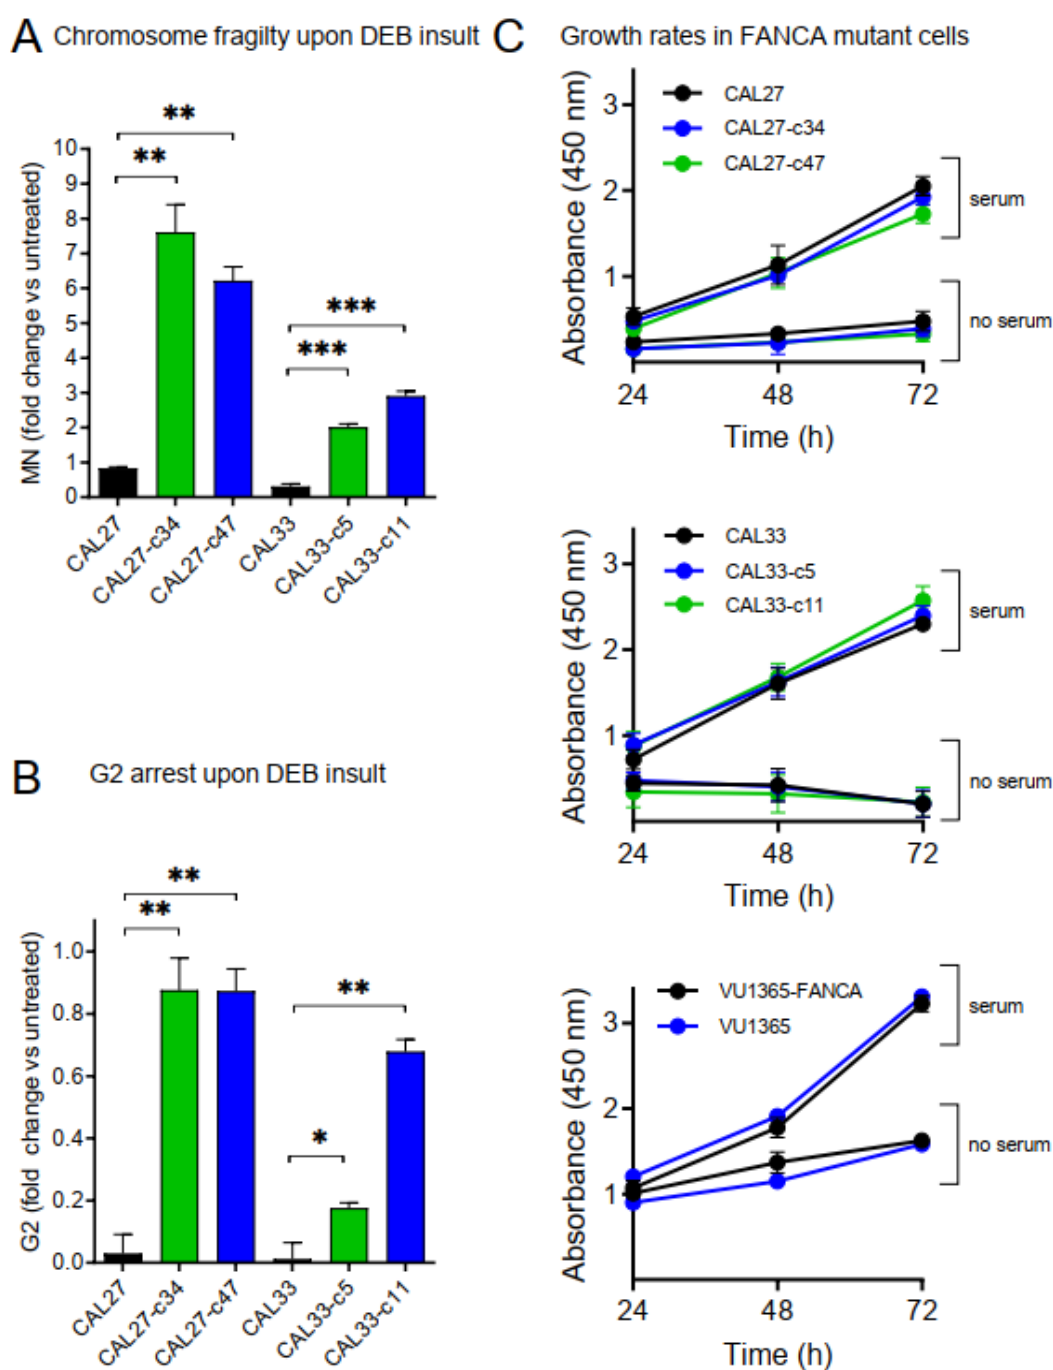 A Chromosome fragilty upon DEB insult
MN (fold change vs untreated)
10
9
8
7
6
5
4
3
2
1
0
**
**
***
***
CAL27
CAL27-c34
CAL27-c47
CAL33
CAL33-c5
CAL33-c11
B G2 arrest upon DEB insult
G2 (fold change vs untreated)
1.0
0.8
0.6
0.4
0.2
0.0
**
**
**
*
CAL27
CAL27-c34
CAL27-c47
CAL33
CAL33-c5
CAL33-c11
C Growth rates in FANCA mutant cells
Absorbance (450 nm)
3
2
1
CAL27
CAL27-c34
CAL27-c47
serum
no serum
24 48 72
Time (h)
Absorbance (450 nm)
3
2
1
CAL33
CAL33-c5
CAL33-c11
serum
no serum
24 48 72
Time (h)
Absorbance (450 nm)
3
2
1
VU1365-FANCA
VU1365
serum
no serum
24 48 72
Time (h)